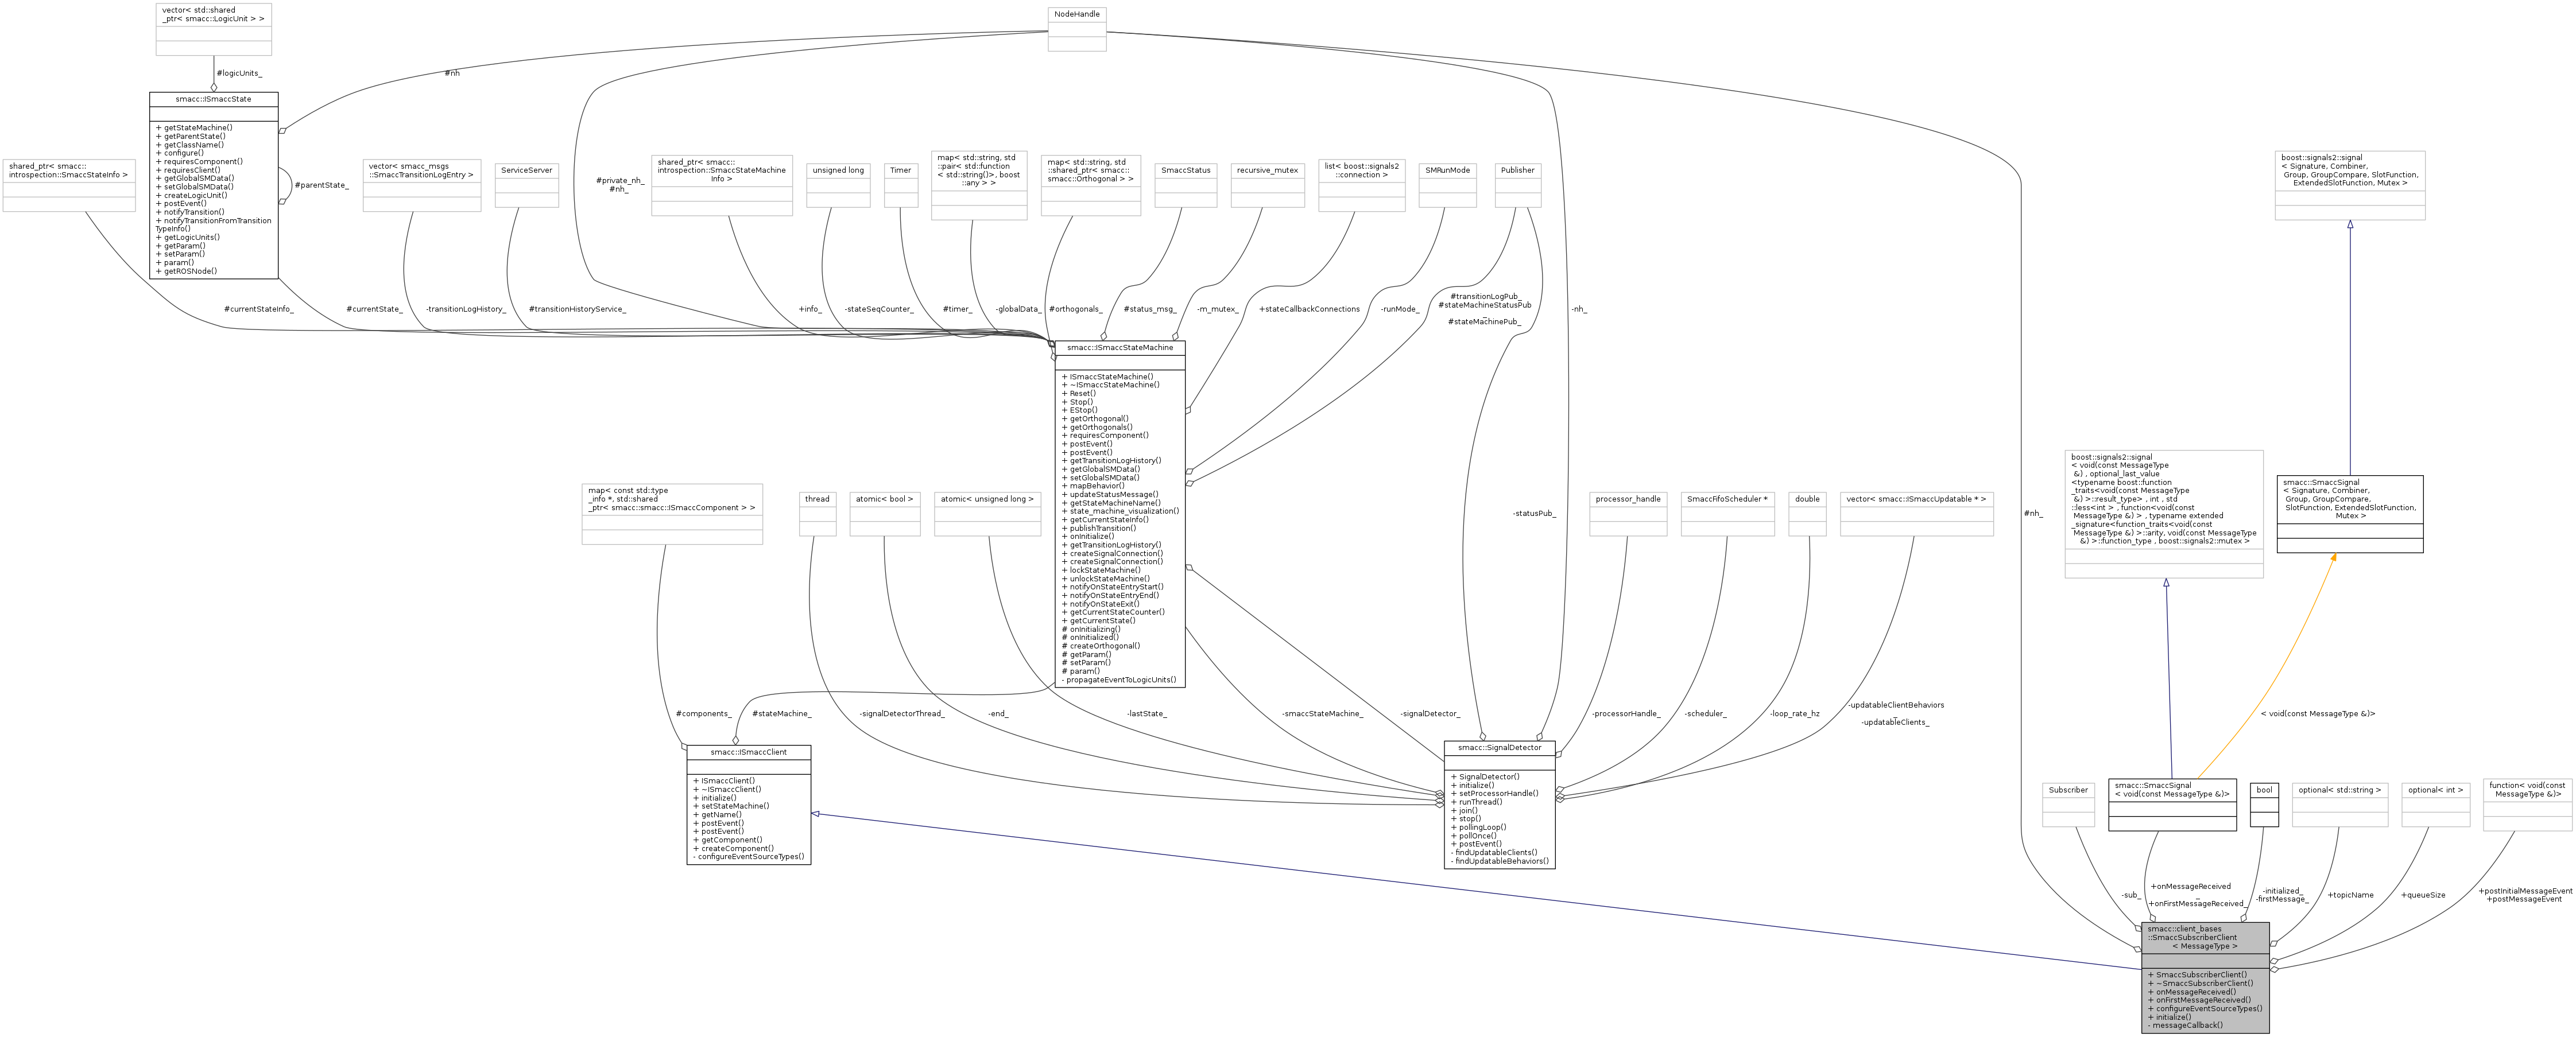 vector< std::shared
_ptr< smacc::LogicUnit > >
NodeHandle
#logicUnits_
#nh
smacc::ISmaccState
+ getStateMachine()
+ getParentState()
+ getClassName()
+ configure()
+ requiresComponent()
+ requiresClient()
+ getGlobalSMData()
+ setGlobalSMData()
+ createLogicUnit()
+ postEvent()
+ notifyTransition()
+ notifyTransitionFromTransition
TypeInfo()
+ getLogicUnits()
+ getParam()
+ setParam()
+ param()
+ getROSNode()
#parentState_
shared_ptr< smacc::
introspection::SmaccStateInfo >
vector< smacc_msgs
::SmaccTransitionLogEntry >
ServiceServer
#private_nh_
#nh_
shared_ptr< smacc::
introspection::SmaccStateMachine
Info >
unsigned long
Timer
map< std::string, std
::pair< std::function
< std::string()>, boost
::any > >
map< std::string, std
::shared_ptr< smacc::
smacc::Orthogonal > >
SmaccStatus
recursive_mutex
list< boost::signals2
::connection >
SMRunMode
Publisher
boost::signals2::signal
< Signature, Combiner,
Group, GroupCompare, SlotFunction,
ExtendedSlotFunction, Mutex >
#currentStateInfo_
#currentState_
-transitionLogHistory_
#transitionHistoryService_
+info_
-stateSeqCounter_
#timer_
-globalData_
#orthogonals_
#status_msg_
-m_mutex_
+stateCallbackConnections
-runMode_
#transitionLogPub_
#stateMachineStatusPub
_
#stateMachinePub_
-nh_
smacc::ISmaccStateMachine
+ ISmaccStateMachine()
+ ~ISmaccStateMachine()
+ Reset()
+ Stop()
+ EStop()
+ getOrthogonal()
+ getOrthogonals()
+ requiresComponent()
+ postEvent()
+ postEvent()
+ getTransitionLogHistory()
+ getGlobalSMData()
+ setGlobalSMData()
+ mapBehavior()
+ updateStatusMessage()
+ getStateMachineName()
+ state_machine_visualization()
+ getCurrentStateInfo()
+ publishTransition()
+ onInitialize()
+ getTransitionLogHistory()
+ createSignalConnection()
+ createSignalConnection()
+ lockStateMachine()
+ unlockStateMachine()
+ notifyOnStateEntryStart()
+ notifyOnStateEntryEnd()
+ notifyOnStateExit()
+ getCurrentStateCounter()
+ getCurrentState()
# onInitializing()
# onInitialized()
# createOrthogonal()
# getParam()
# setParam()
# param()
- propagateEventToLogicUnits()
map< const std::type
_info *, std::shared
_ptr< smacc::smacc::ISmaccComponent > >
thread
atomic< bool >
atomic< unsigned long >
-statusPub_
processor_handle
SmaccFifoScheduler *
double
vector< smacc::ISmaccUpdatable * >
#nh_
boost::signals2::signal
< void(const MessageType
&) , optional_last_value
<typename boost::function
_traits<void(const MessageType
&) >::result_type> , int , std
::less<int > , function<void(const
MessageType &) > , typename extended
_signature<function_traits<void(const
MessageType &) >::arity, void(const MessageType
&) >::function_type , boost::signals2::mutex >
smacc::SmaccSignal
< Signature, Combiner,
Group, GroupCompare,
SlotFunction, ExtendedSlotFunction,
Mutex >
#components_
#stateMachine_
-signalDetectorThread_
-end_
-lastState_
-smaccStateMachine_
-signalDetector_
-processorHandle_
-scheduler_
-loop_rate_hz
-updatableClientBehaviors
_
-updatableClients_
< void(const MessageType &)>
smacc::ISmaccClient
+ ISmaccClient()
+ ~ISmaccClient()
+ initialize()
+ setStateMachine()
+ getName()
+ postEvent()
+ postEvent()
+ getComponent()
+ createComponent()
- configureEventSourceTypes()
smacc::SignalDetector
+ SignalDetector()
+ initialize()
+ setProcessorHandle()
+ runThread()
+ join()
+ stop()
+ pollingLoop()
+ pollOnce()
+ postEvent()
- findUpdatableClients()
- findUpdatableBehaviors()
Subscriber
smacc::SmaccSignal
< void(const MessageType &)>
bool
optional< std::string >
optional< int >
function< void(const
MessageType &)>
-sub_
+onMessageReceived
_
+onFirstMessageReceived_
-initialized_
-firstMessage_
+topicName
+queueSize
+postInitialMessageEvent
+postMessageEvent
smacc::client_bases
::SmaccSubscriberClient
< MessageType >
+ SmaccSubscriberClient()
+ ~SmaccSubscriberClient()
+ onMessageReceived()
+ onFirstMessageReceived()
+ configureEventSourceTypes()
+ initialize()
- messageCallback()